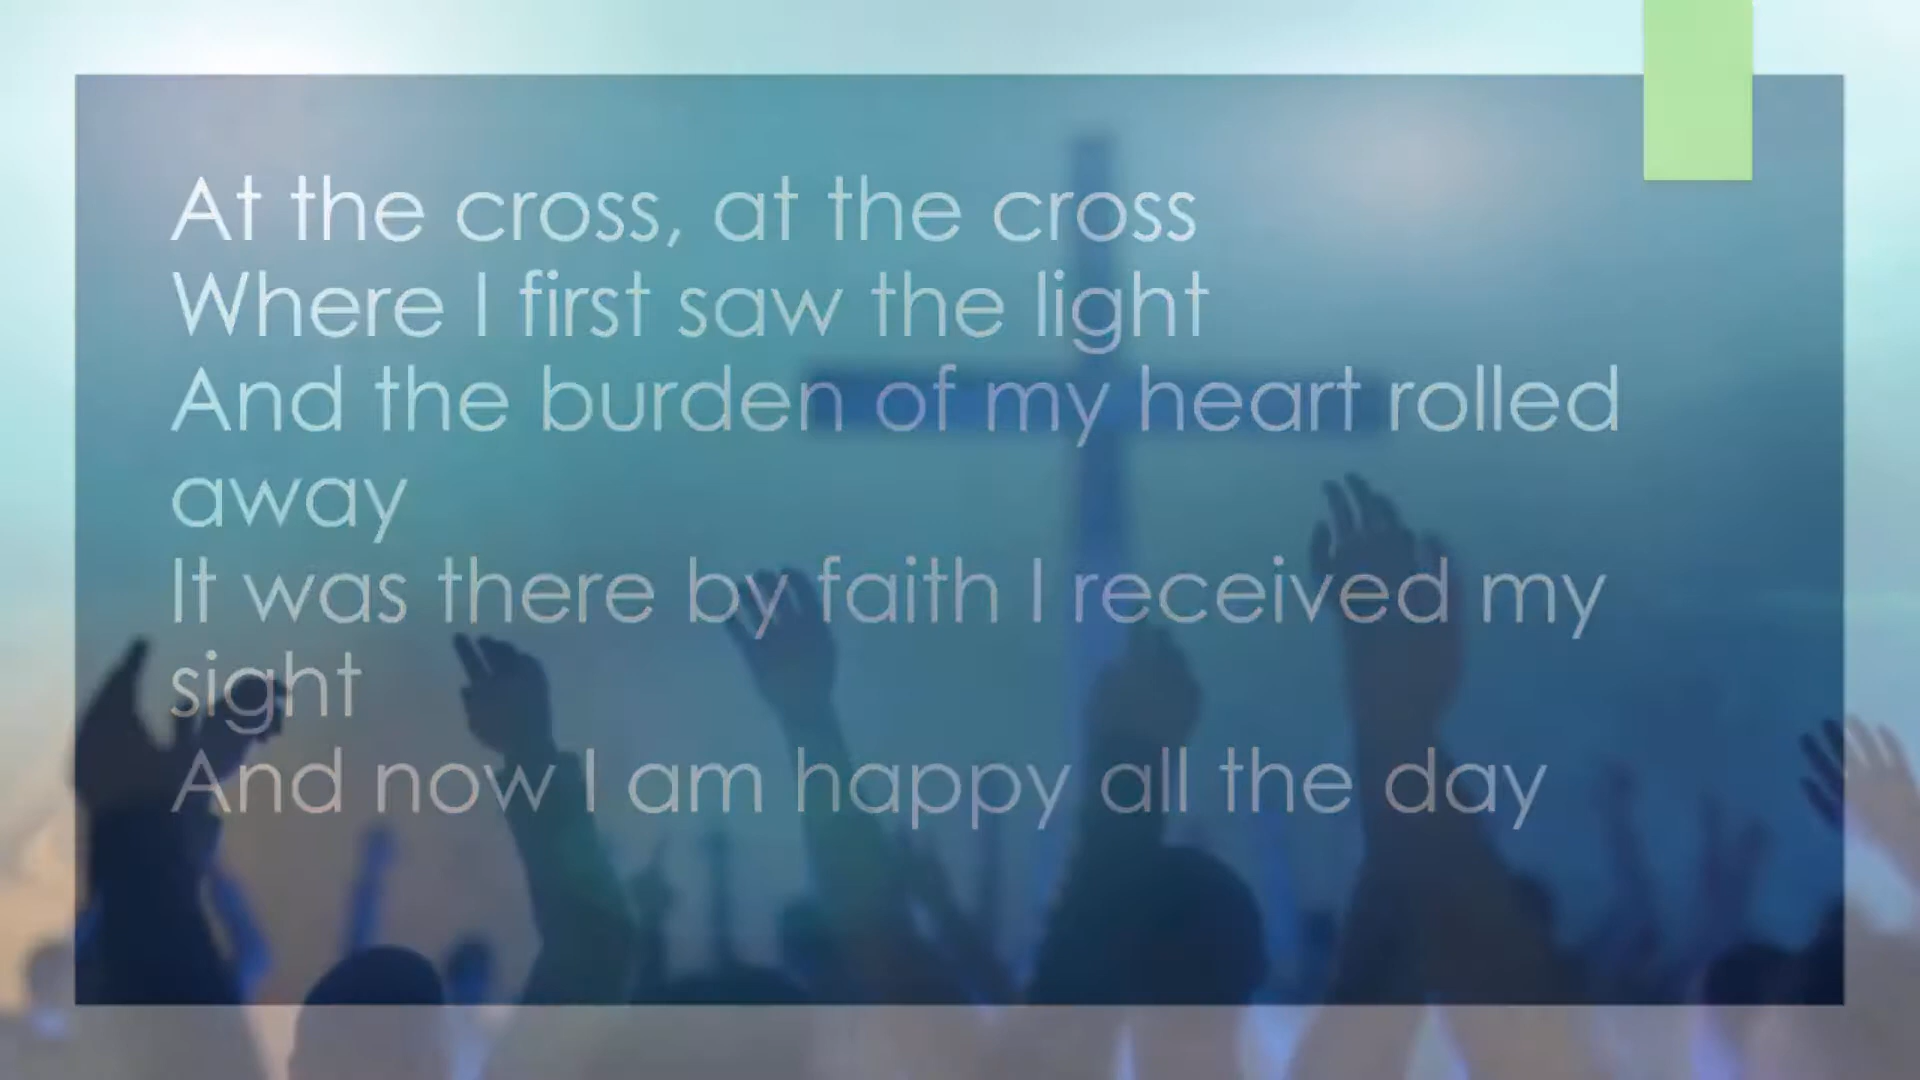 At the cross, at the cross
Where I first saw the light
And the burden of my heart rolled
away
It was there by faith I received my
sight
And now I am happy all the day